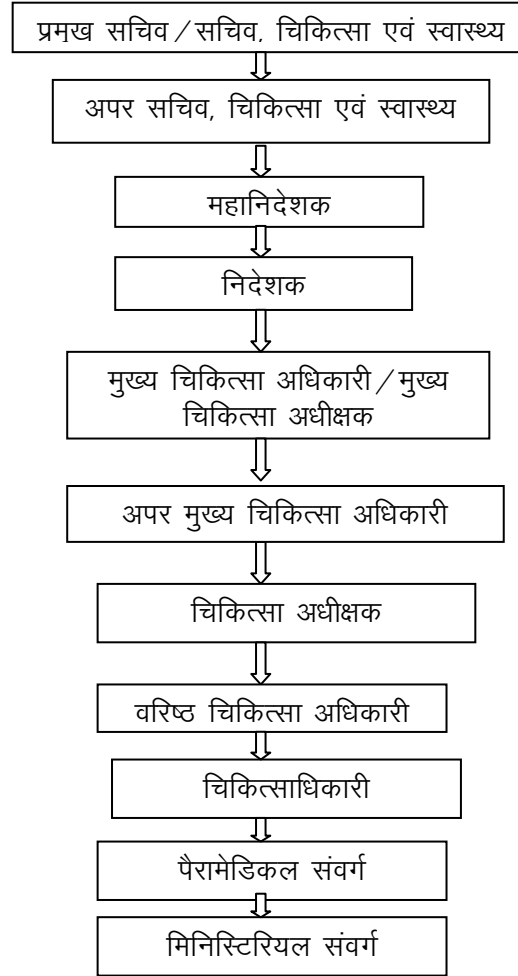 प्रमख सचिव/सचिव, चिकित्सा एवं स्वास्थ्य
अपर सचिव, चिकित्सा एवं स्वास्थ्य
महानिदेशक
निदेशक
मुख्य चिकित्सा अधिकारी/मुख्य
चिकित्सा अधीक्षक
अपर मुख्य चिकित्सा अधिकारी
चिकित्सा अधीक्षक
वरिष्ठ चिकित्सा अधिकारी
चिकित्साधिकारी
पैरामेडिकल संवर्ग
मिनिस्टिरियल संवर्ग